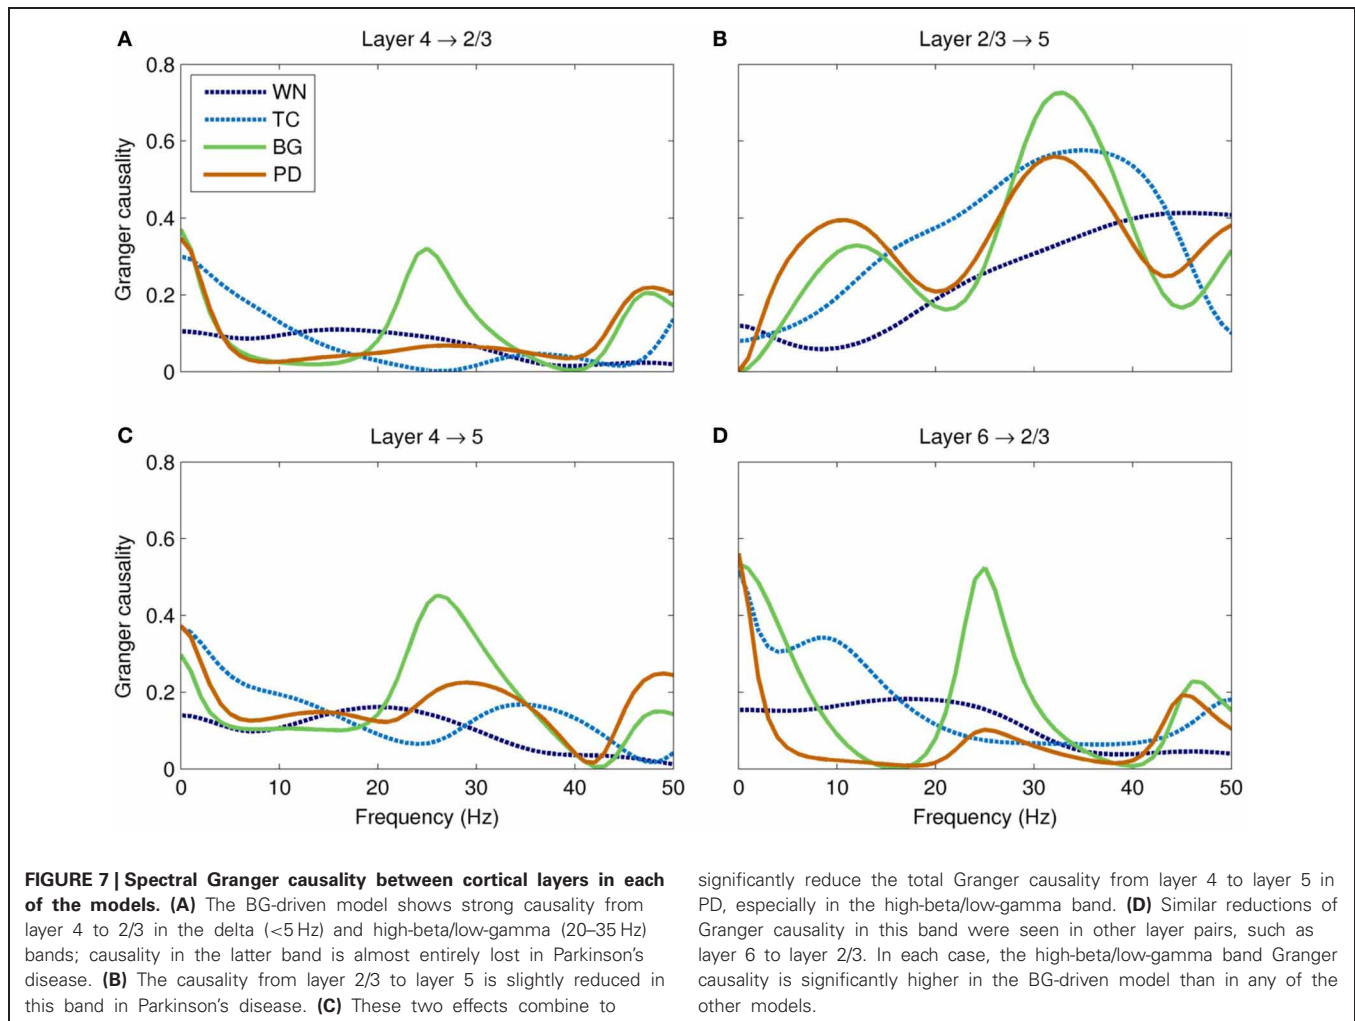 A
Layer 4 → 2/3
B
Layer 2/3 → 5
0.8
0.6
0.4
0.2
0
Granger causality
WN
TC
BG
PD
C
Layer 4 → 5
D
Layer 6 → 2/3
0.8
0.6
0.4
0.2
0
Granger causality
0 10 20 30 40 50
Frequency (Hz)
0 10 20 30 40 50
Frequency (Hz)
FIGURE 7 | Spectral Granger causality between cortical layers in each
of the models. (A) The BG-driven model shows strong causality from
layer 4 to 2/3 in the delta (<5 Hz) and high-beta/low-gamma (20–35 Hz)
bands; causality in the latter band is almost entirely lost in Parkinson's
disease. (B) The causality from layer 2/3 to layer 5 is slightly reduced in
this band in Parkinson's disease. (C) These two effects combine to
significantly reduce the total Granger causality from layer 4 to layer 5 in
PD, especially in the high-beta/low-gamma band. (D) Similar reductions of
Granger causality in this band were seen in other layer pairs, such as
layer 6 to layer 2/3. In each case, the high-beta/low-gamma band Granger
causality is significantly higher in the BG-driven model than in any of the
other models.